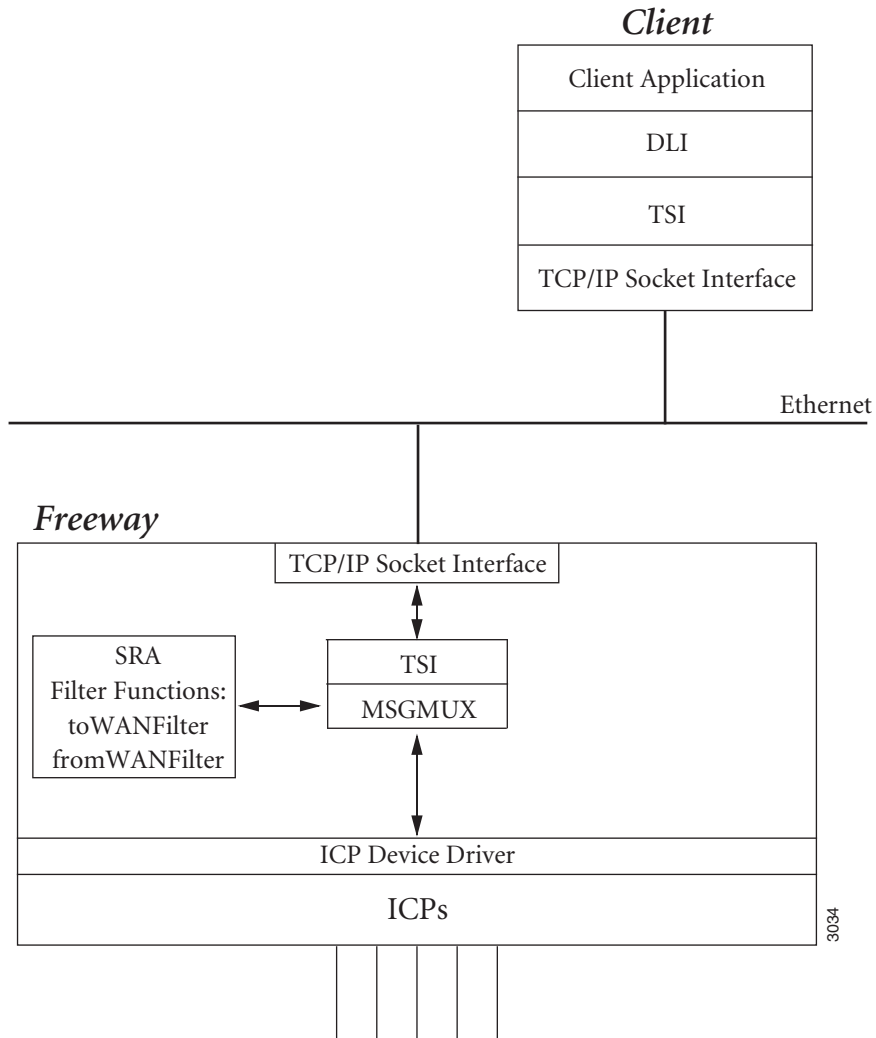 Client
Client Application
DLI
TSI
TCP/IP Socket Interface
Ethernet
Freeway
TCP/IP Socket Interface
SRA
Filter Functions:
toWANFilter
fromWANFilter
TSI
MSGMUX
ICP Device Driver
ICPs
3034